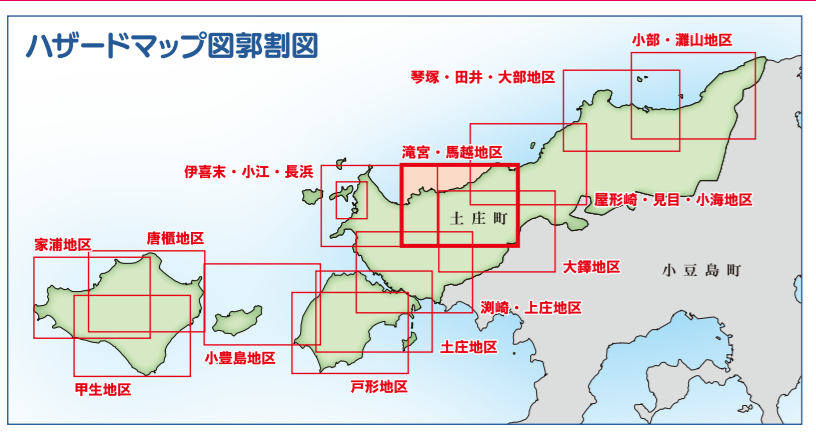 ハザードマップ図郭割図
小部・灘山地区
琴塚・田井・大部地区
滝宮・馬越地区
伊喜末・小江・長浜
屋形崎・見目・小海地区
土庄町
唐櫃地区
家浦地区
大鐸地区
小豆島町
渕崎・上庄地区
土庄地区
小豊島地区
戸形地区
甲生地区